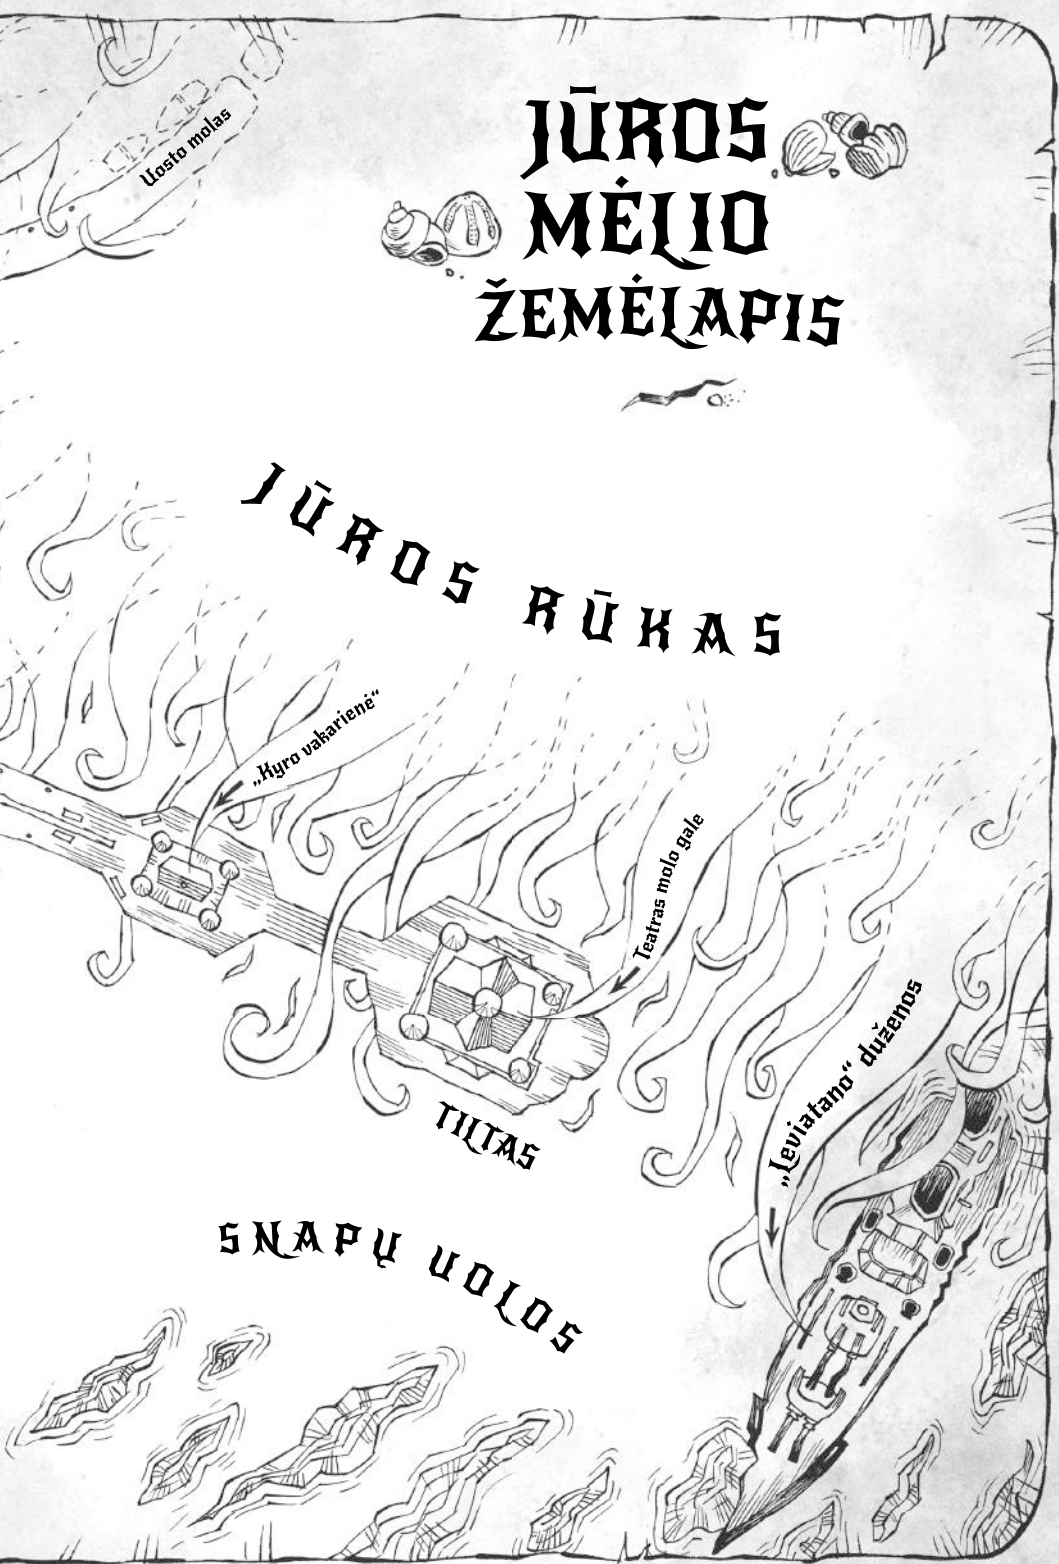 Uosto molas
JŪROS
MĖLIO
ŽEMĖLAPIS
JŪROS RŪKAS
„Kyro vakarienė“
Teatras molo gale
„Leviatano“ duženos
TILTAS
SNAPŲ UOLOS